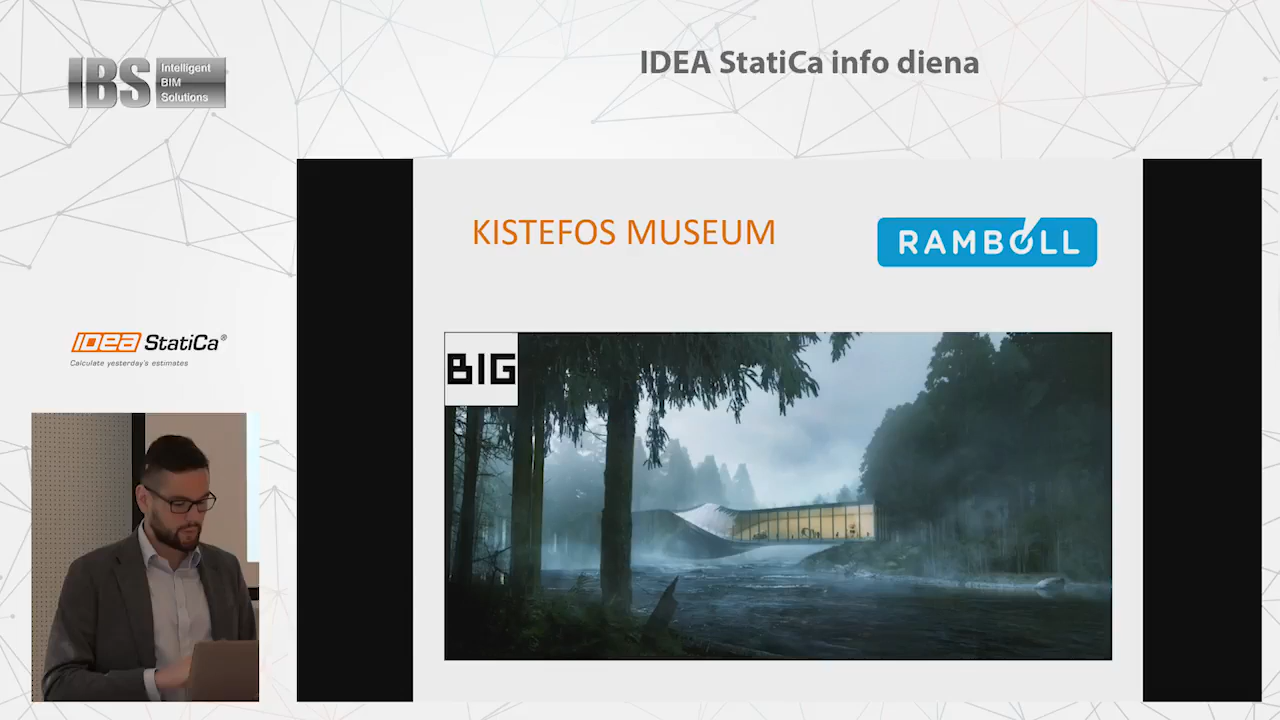 IDEA StatiCa info diena
IBS
Intelligent
BIM
Solutions
KISTEFOS MUSEUM
RAMBOLL
IDEA StatiCa®
Calculate yesterday's estimates
BIG